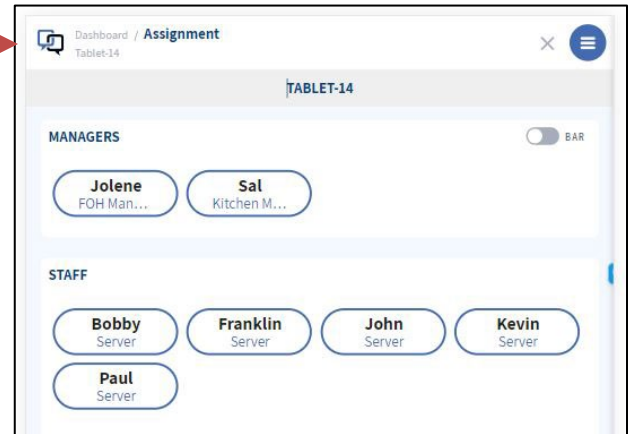 Dashboard / Assignment
Tablet-14
TABLET-14
MANAGERS
BAR
Jolene Sal
FOH Man... Kitchen M...
STAFF
Bobby Franklin John Kevin
Server Server Server Server
Paul
Server